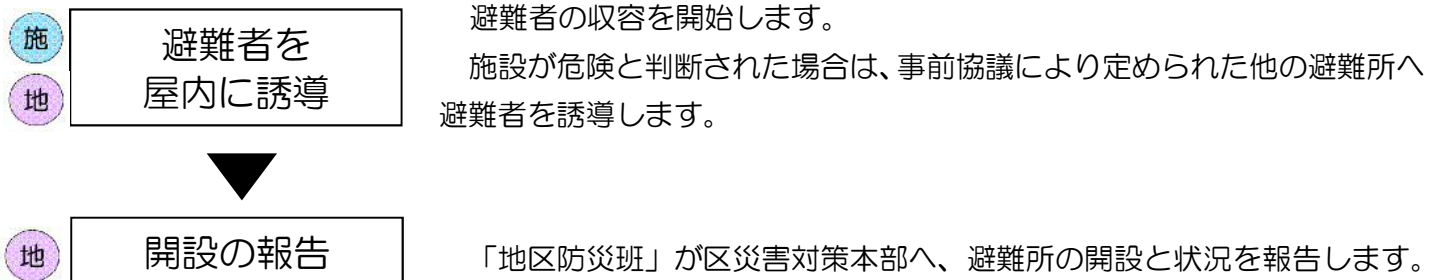 施
地
避難者を
屋内に誘導
避難者の収容を開始します。
施設が危険と判断された場合は、事前協議により定められた他の避難所へ
避難者を誘導します。
地
開設の報告
「地区防災班」が区災害対策本部へ、避難所の開設と状況を報告します。